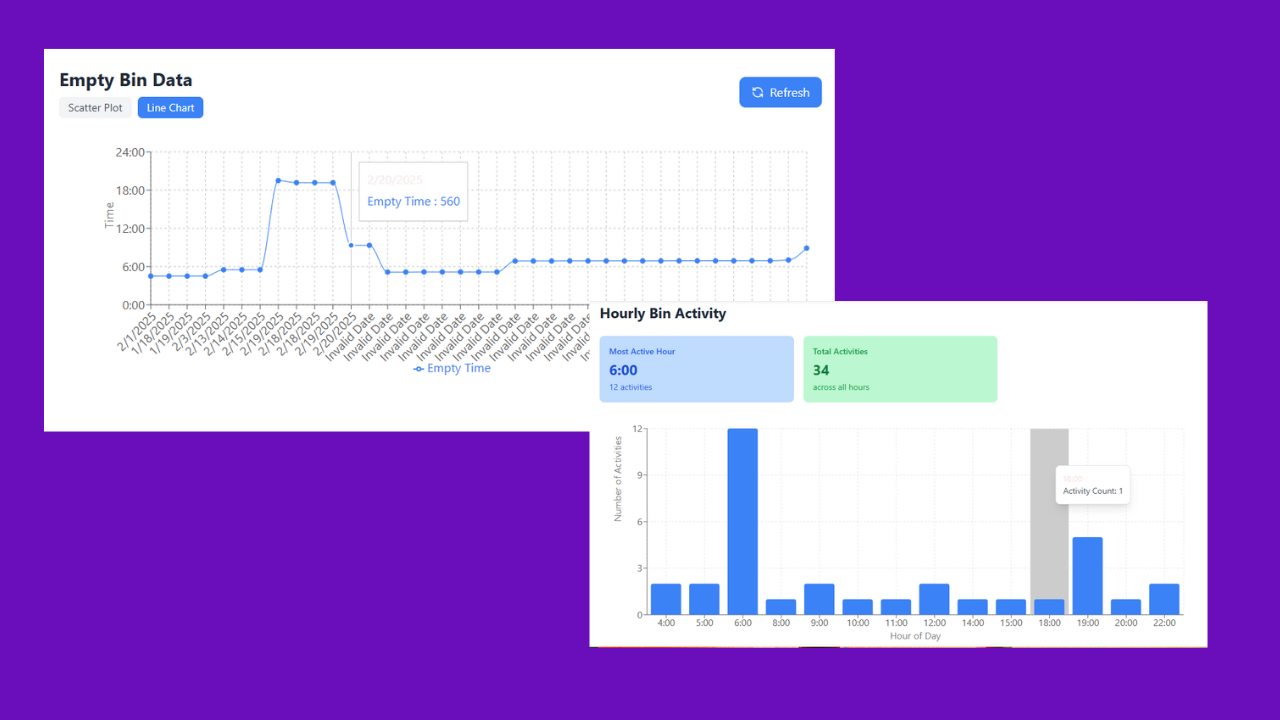 Empty Bin Data
Scatter Plot
Line Chart
Refresh
24:00
18:00
12:00
6:00
0:00
Time
2/20/2025
Empty Time : 560
2/1/2025
1/18/2025
1/19/2025
2/3/2025
2/13/2025
2/14/2025
2/15/2025
2/19/2025
2/18/2025
2/18/2025
2/19/2025
2/20/2025
Invalid Date
Invalid Date
Invalid Date
Invalid Date
Invalid Date
Invalid Date
Invalid Date
Invalid Date
Invalid Date
Invalid Date
Invalid Date
Invalid Date
Empty Time
Hourly Bin Activity
Most Active Hour
6:00
12 activities
Total Activities
34
across all hours
12
9
6
3
0
Number of Activities
Activity Count: 1
4:00
5:00
6:00
8:00
9:00
10:00
11:00
12:00
14:00
15:00
18:00
19:00
20:00
22:00
Hour of Day